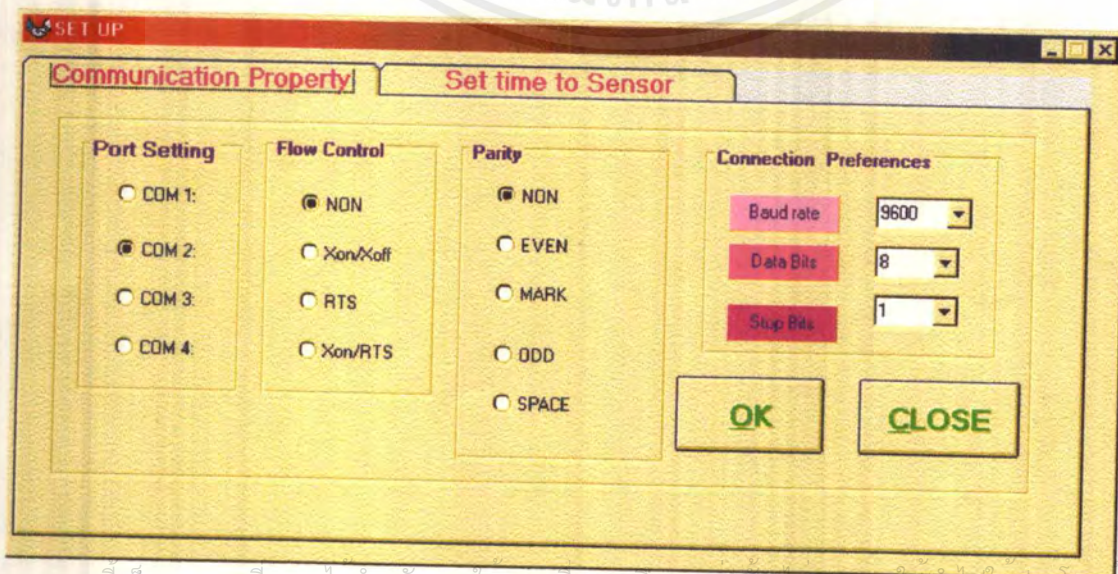 SET UP
Communication Property
Set time to Sensor
Port Setting
COM 1:
COM 2:
COM 3:
COM 4:
Flow Control
NON
Xon/Xoff
RTS
Xon/RTS
Parity
NON
EVEN
MARK
ODD
SPACE
Connection Preferences
Baud rate
9600
Data Bits
8
Stop Bits
1
OK
CLOSE